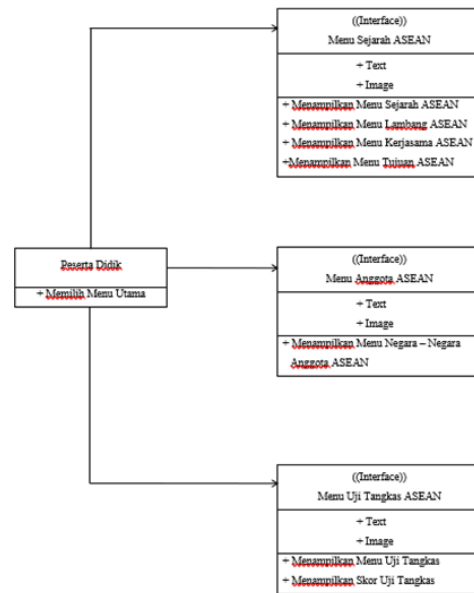 ((Interface))
Menu Sejarah ASEAN
+ Text
+ Image
+ Menampilkan Menu Sejarah ASEAN
+ Menampilkan Menu Lambang ASEAN
+ Menampilkan Menu Kerjasama ASEAN
+Menampilkan Menu Tujuan ASEAN
Peserta Didik
+ Memilih Menu Utama
((Interface))
Menu Anggota ASEAN
+ Text
+ Image
+ Menampilkan Menu Negara – Negara
Anggota ASEAN
((Interface))
Menu Uji Tangkas ASEAN
+ Text
+ Image
+ Menampilkan Menu Uji Tangkas
+ Menampilkan Skor Uji Tangkas